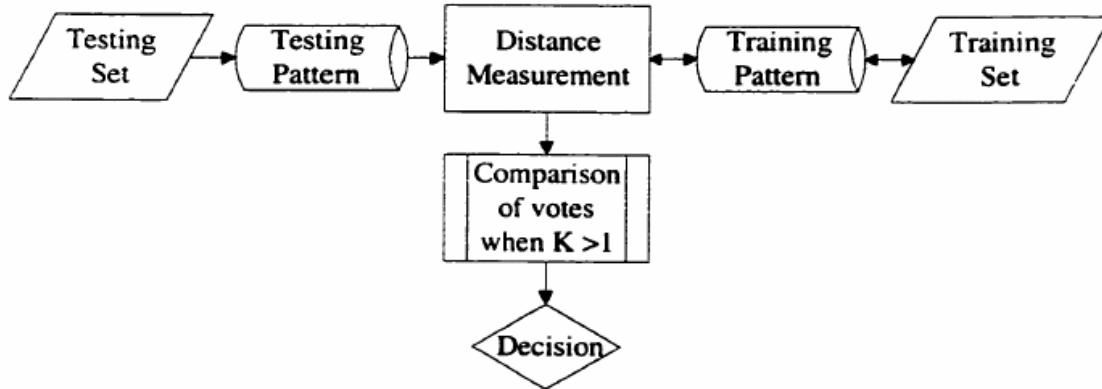 Testing
Set
Testing
Pattern
Distance
Measurement
Training
Pattern
Training
Set
Comparison
of votes
when K >1
Decision